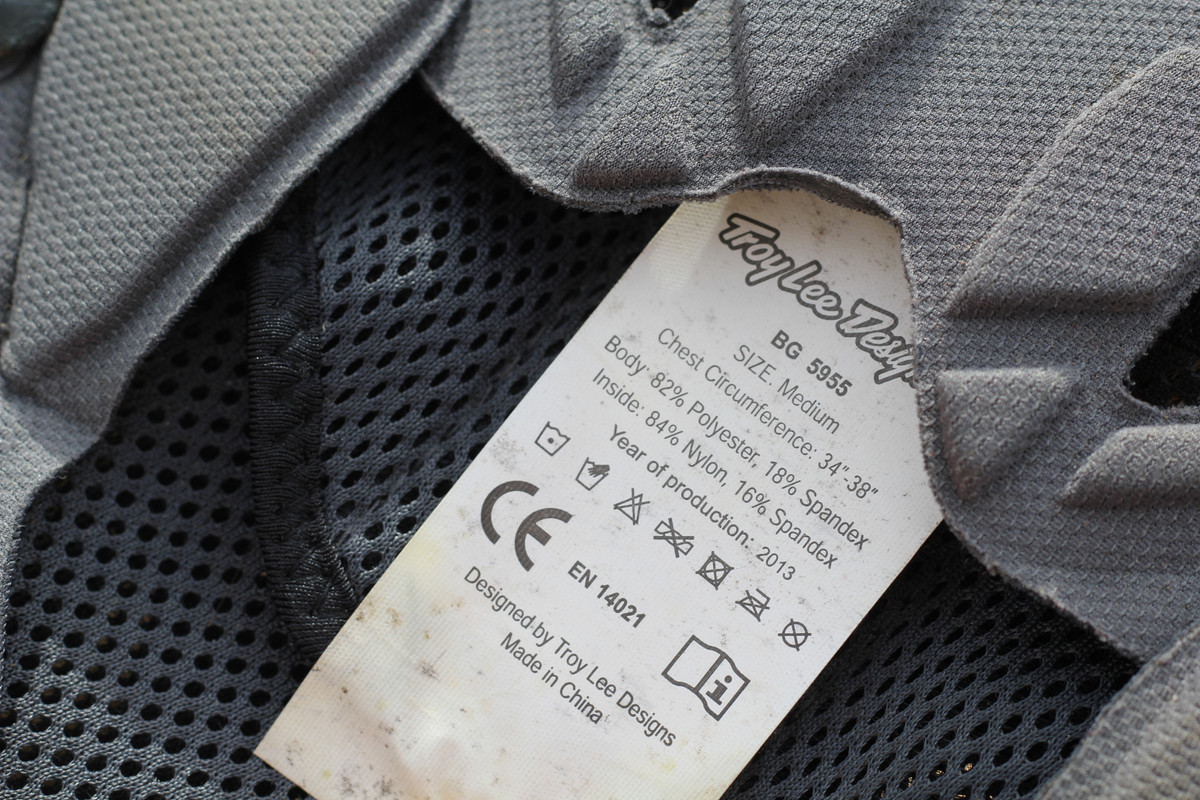 Troy Lee Design
BG 5955
SIZE. Medium
Chest Circumference: 34"-38"
Body: 82% Polyester, 18% Spandex
Inside: 84% Nylon, 16% Spandex
Year of production: 2013
CE
EN 14021
i
Designed by Troy Lee Designs
Made in China